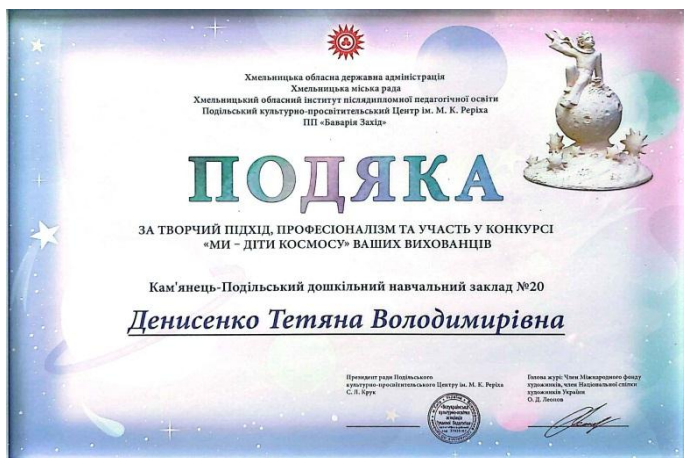 Хмельницька обласна державна адміністрація
Хмельницька міська рада
Хмельницький обласний інститут післядипломної педагогічної освіти
Подільський культурно-просвітительський Центр ім. М. К. Реріха
ПП «Баварія Захід»
ПОДЯКА
ЗА ТВОРЧИЙ ПІДХІД, ПРОФЕСІОНАЛІЗМ ТА УЧАСТЬ У КОНКУРСІ
«МИ – ДІТИ КОСМОСУ» ВАШИХ ВИХОВАНЦІВ
Кам'янець-Подільський дошкільний навчальний заклад №20
Денисенко Тетяна Володимирівна
Президент ради Подільського
культурно-просвітительського Центру ім. М. К. Реріха
С. Л. Крук
Голова журі: Член Міжнародного фонду
художників, член Національної спілки
художників України
О. Д.